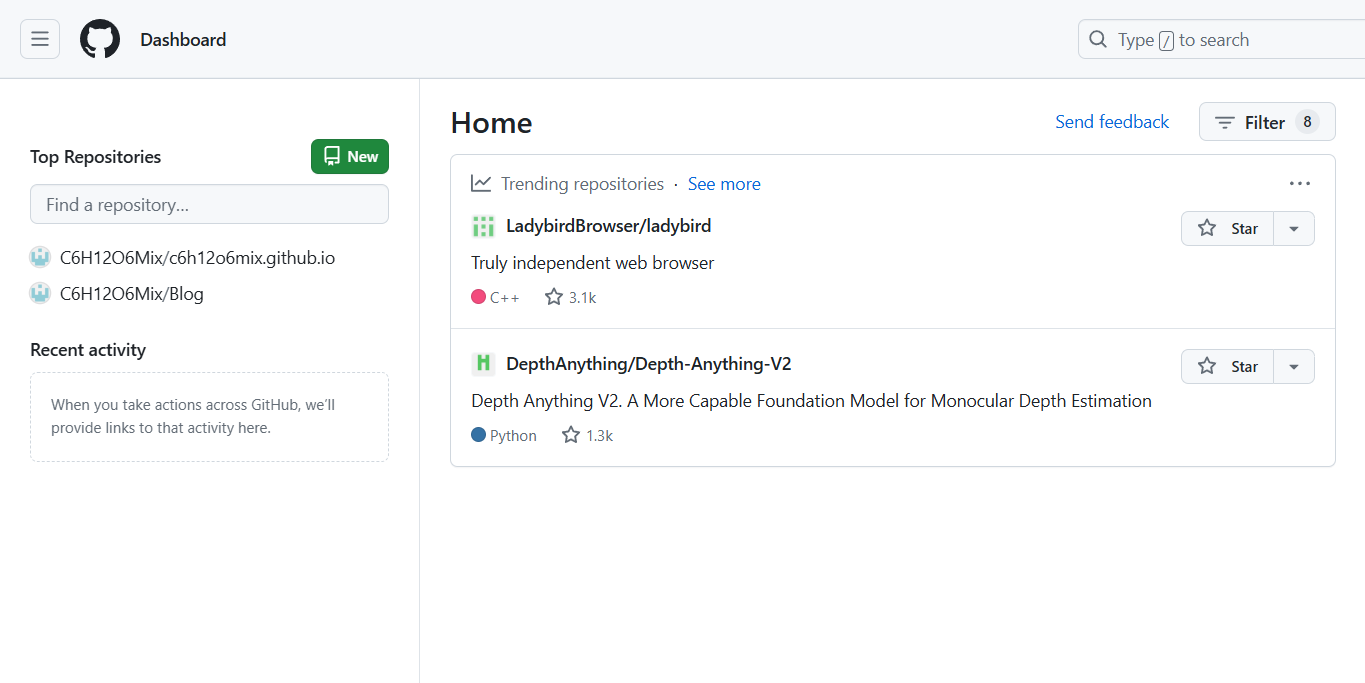 Dashboard
Type / to search
Top Repositories
New
Find a repository...
C6H12O6Mix/c6h12o6mix.github.io
C6H12O6Mix/Blog
Recent activity
When you take actions across GitHub, we'll
provide links to that activity here.
Home
Send feedback
Filter 8
Trending repositories · See more
LadybirdBrowser/ladybird
Star
Truly independent web browser
C++ 3.1k
DepthAnything/Depth-Anything-V2
Star
Depth Anything V2. A More Capable Foundation Model for Monocular Depth Estimation
Python 1.3k